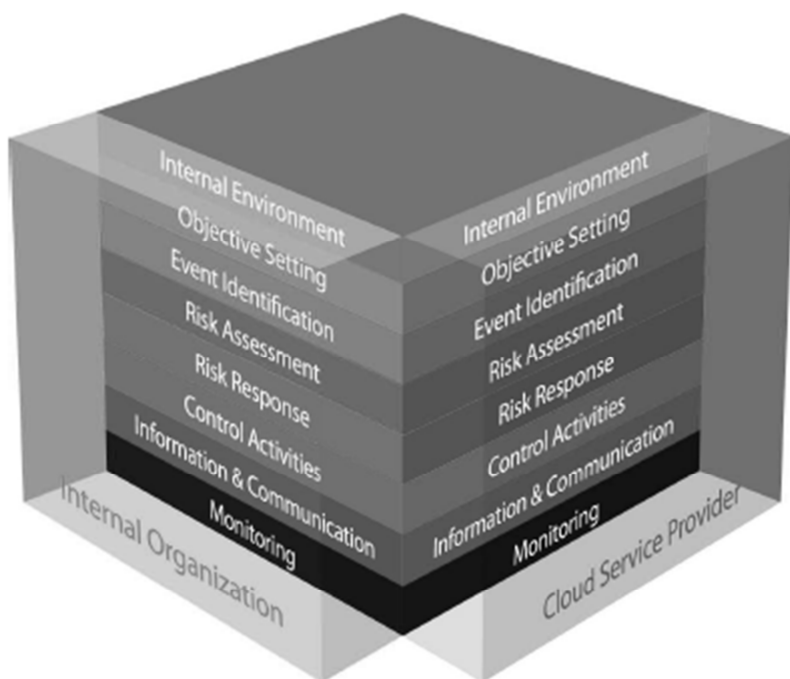 Internal Environment
Objective Setting
Event Identification
Risk Assessment
Risk Response
Control Activities
Information & Communication
Monitoring
Internal Organization
Internal Environment
Objective Setting
Event Identification
Risk Assessment
Risk Response
Control Activities
Information & Communication
Monitoring
Cloud Service Provider